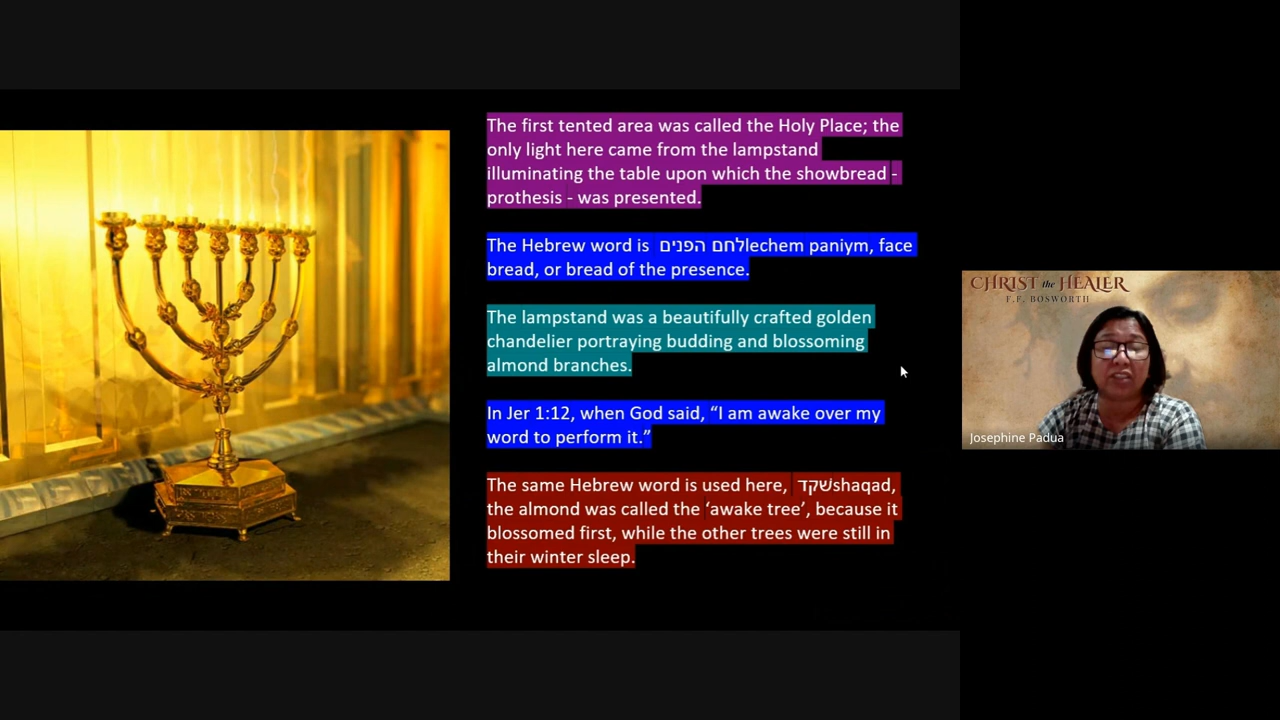 The first tented area was called the Holy Place; the
only light here came from the lampstand
illuminating the table upon which the showbread -
prothesis - was presented.
The Hebrew word is לחם הפנים lechem paniym, face
bread, or bread of the presence.
The lampstand was a beautifully crafted golden
chandelier portraying budding and blossoming
almond branches.
In Jer 1:12, when God said, “I am awake over my
word to perform it.”
The same Hebrew word is used here, שקד shaqad,
the almond was called the ‘awake tree’, because it
blossomed first, while the other trees were still in
their winter sleep.
CHRIST the HEALER
F.F. BOSWORTH
Josephine Padua